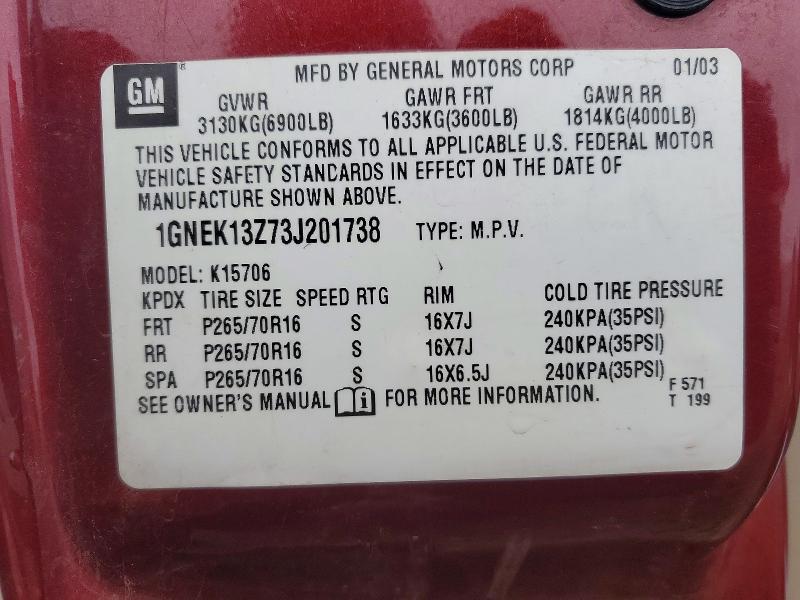 GM® MFD BY GENERAL MOTORS CORP 01/03
GVWR GAWR FRT GAWR RR
3130KG(6900LB) 1633KG(3600LB) 1814KG(4000LB)
THIS VEHICLE CONFORMS TO ALL APPLICABLE U.S. FEDERAL MOTOR
VEHICLE SAFETY STANDARDS IN EFFECT ON THE DATE OF
MANUFACTURE SHOWN ABOVE.
1GNEK13Z73J201738 TYPE: M.P.V.
MODEL: K15706
KPDX TIRE SIZE SPEED RTG RIM COLD TIRE PRESSURE
FRT P265/70R16 S 16X7J 240KPA(35PSI)
RR P265/70R16 S 16X7J 240KPA(35PSI)
SPA P265/70R16 S 16X6.5J 240KPA(35PSI) F 571
SEE OWNER'S MANUAL i FOR MORE INFORMATION. T 199